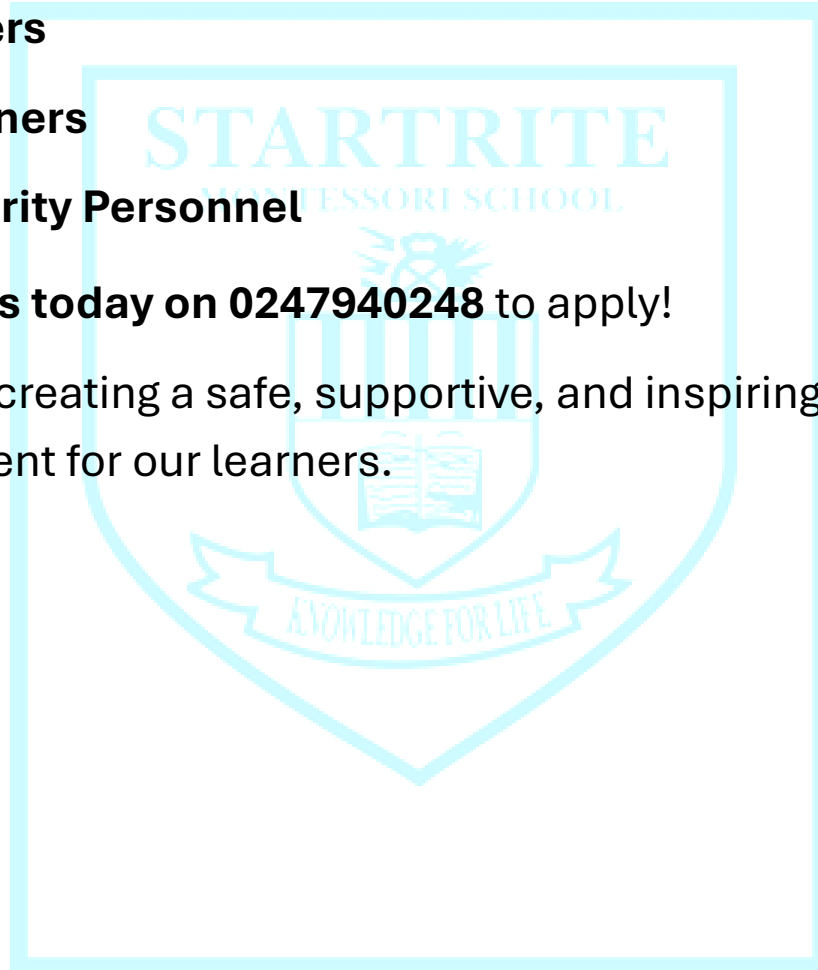 ers
ners
rity Personnel
s today on 0247940248 to apply!
creating a safe, supportive, and inspiring
ent for our learners.
STARTRITE
MONTESSORI SCHOOL
KNOWLEDGE FOR LIFE